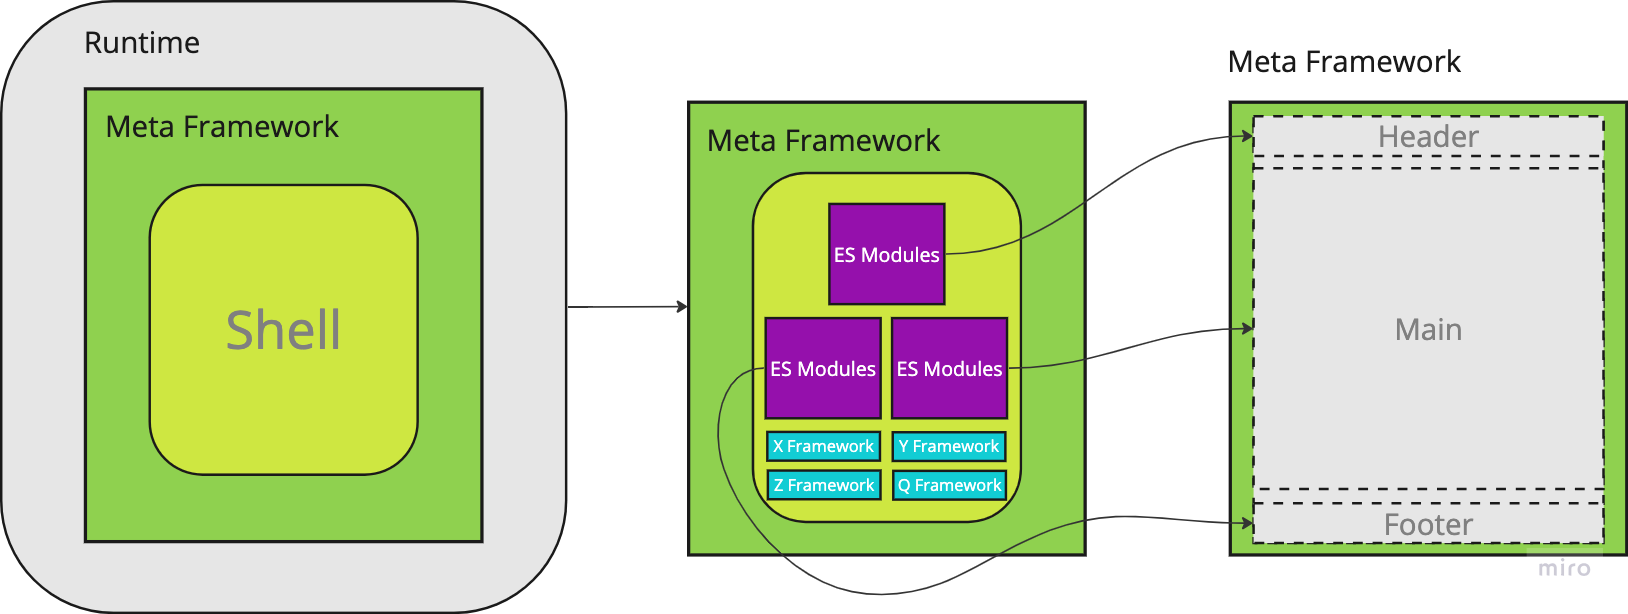 Runtime
Meta Framework
Shell
Meta Framework
ES Modules
ES Modules
ES Modules
X Framework
Y Framework
Z Framework
Q Framework
Meta Framework
Header
Main
Footer
miro